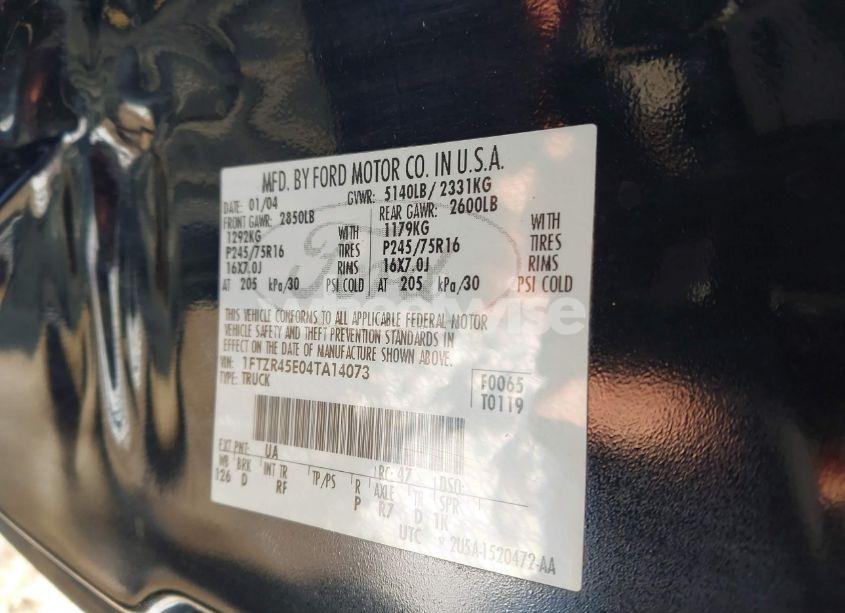 MFD. BY FORD MOTOR CO. IN U.S.A.
DATE: 01/04 GVWR: 5140LB/ 2331KG
FRONT GAWR: 2850LB REAR GAWR: 2600LB
1292KG WITH 1179KG WITH
P245/75R16 TIRES P245/75R16 TIRES
16X7.0J RIMS 16X7.0J RIMS
AT 205 kPa/30 PSI COLD AT 205 kPa/30 PSI COLD
THIS VEHICLE CONFORMS TO ALL APPLICABLE FEDERAL MOTOR
VEHICLE SAFETY AND THEFT PREVENTION STANDARDS IN
EFFECT ON THE DATE OF MANUFACTURE SHOWN ABOVE.
VIN: 1FTZR45E04TA14073
TYPE: TRUCK
F0065
T0119
EXT PNT: UA RC: 47 DSO:
WB BRK INT TR TP/PS R AXLE TR SPR
126 D RF P R7 D 1K
UTC
2U5A-1520472-AA